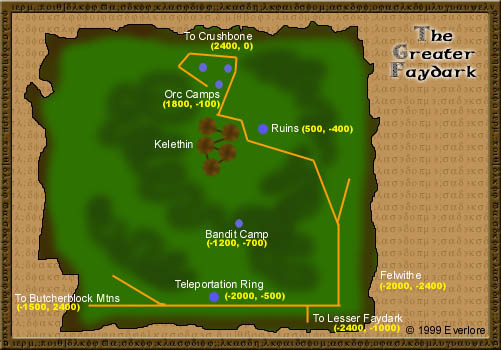 The
Greater
Faydark
To Crushbone
(2400, 0)
Orc Camps
(1800, -100)
Ruins (500, -400)
Kelethin
Bandit Camp
(-1200, -700)
Teleportation Ring
(-2000, -500)
Felwithe
(-2000, -2400)
To Butcherblock Mtns
(-1500, 2400)
To Lesser Faydark
(-2400, -1000)
© 1999 Everlore